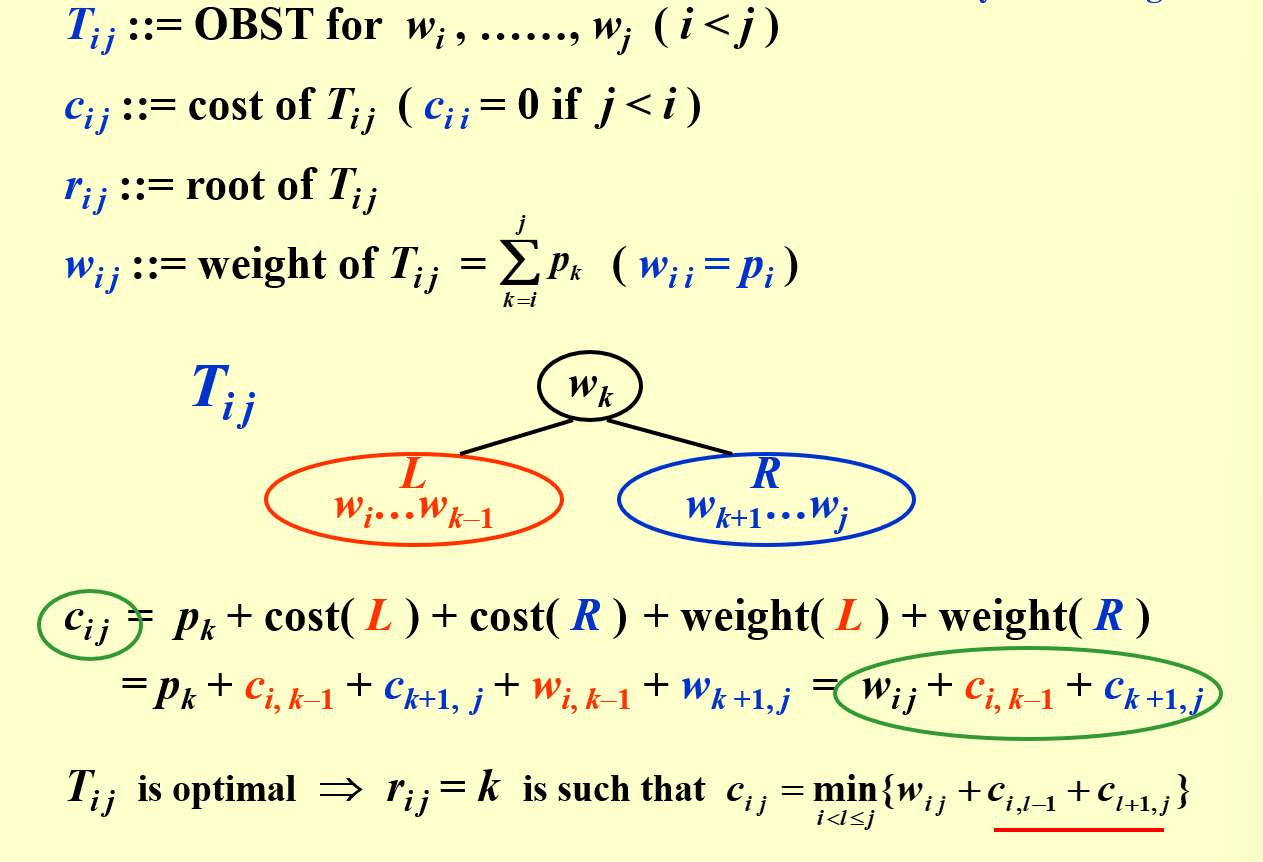 T_{ij} ::= OBST for w_i , ……, w_j ( i < j )
c_{ij} ::= cost of T_{ij} ( c_{ii} = 0 if j < i )
r_{ij} ::= root of T_{ij}
w_{ij} ::= weight of T_{ij} = \sum_{k=i}^{j} p_k ( w_{ii} = p_i )
T_{ij}
w_k
L
w_i…w_{k–1}
R
w_{k+1}…w_j
c_{ij} = p_k + cost( L ) + cost( R ) + weight( L ) + weight( R )
= p_k + c_{i, k–1} + c_{k+1, j} + w_{i, k–1} + w_{k+1, j} = w_{ij} + c_{i, k–1} + c_{k+1, j}
T_{ij} is optimal ⇒ r_{ij} = k is such that c_{ij} = \min_{i<l≤j} {w_{ij} + c_{i,l–1} + c_{l+1,j}}